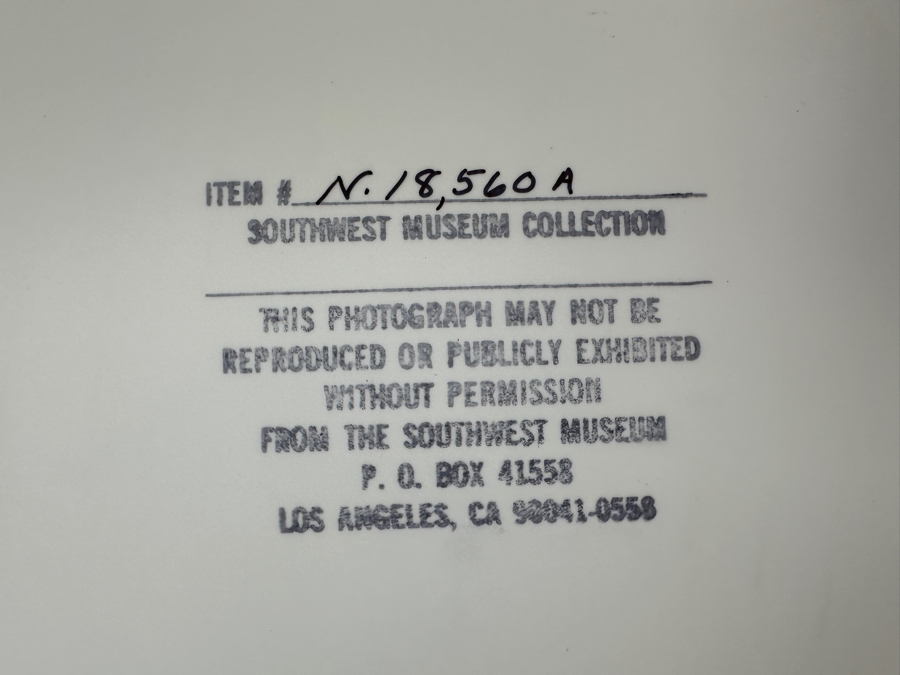 ITEM # N. 18,560 A
SOUTHWEST MUSEUM COLLECTION
THIS PHOTOGRAPH MAY NOT BE
REPRODUCED OR PUBLICLY EXHIBITED
WITHOUT PERMISSION
FROM THE SOUTHWEST MUSEUM
P. O. BOX 41558
LOS ANGELES, CA 90041-0558